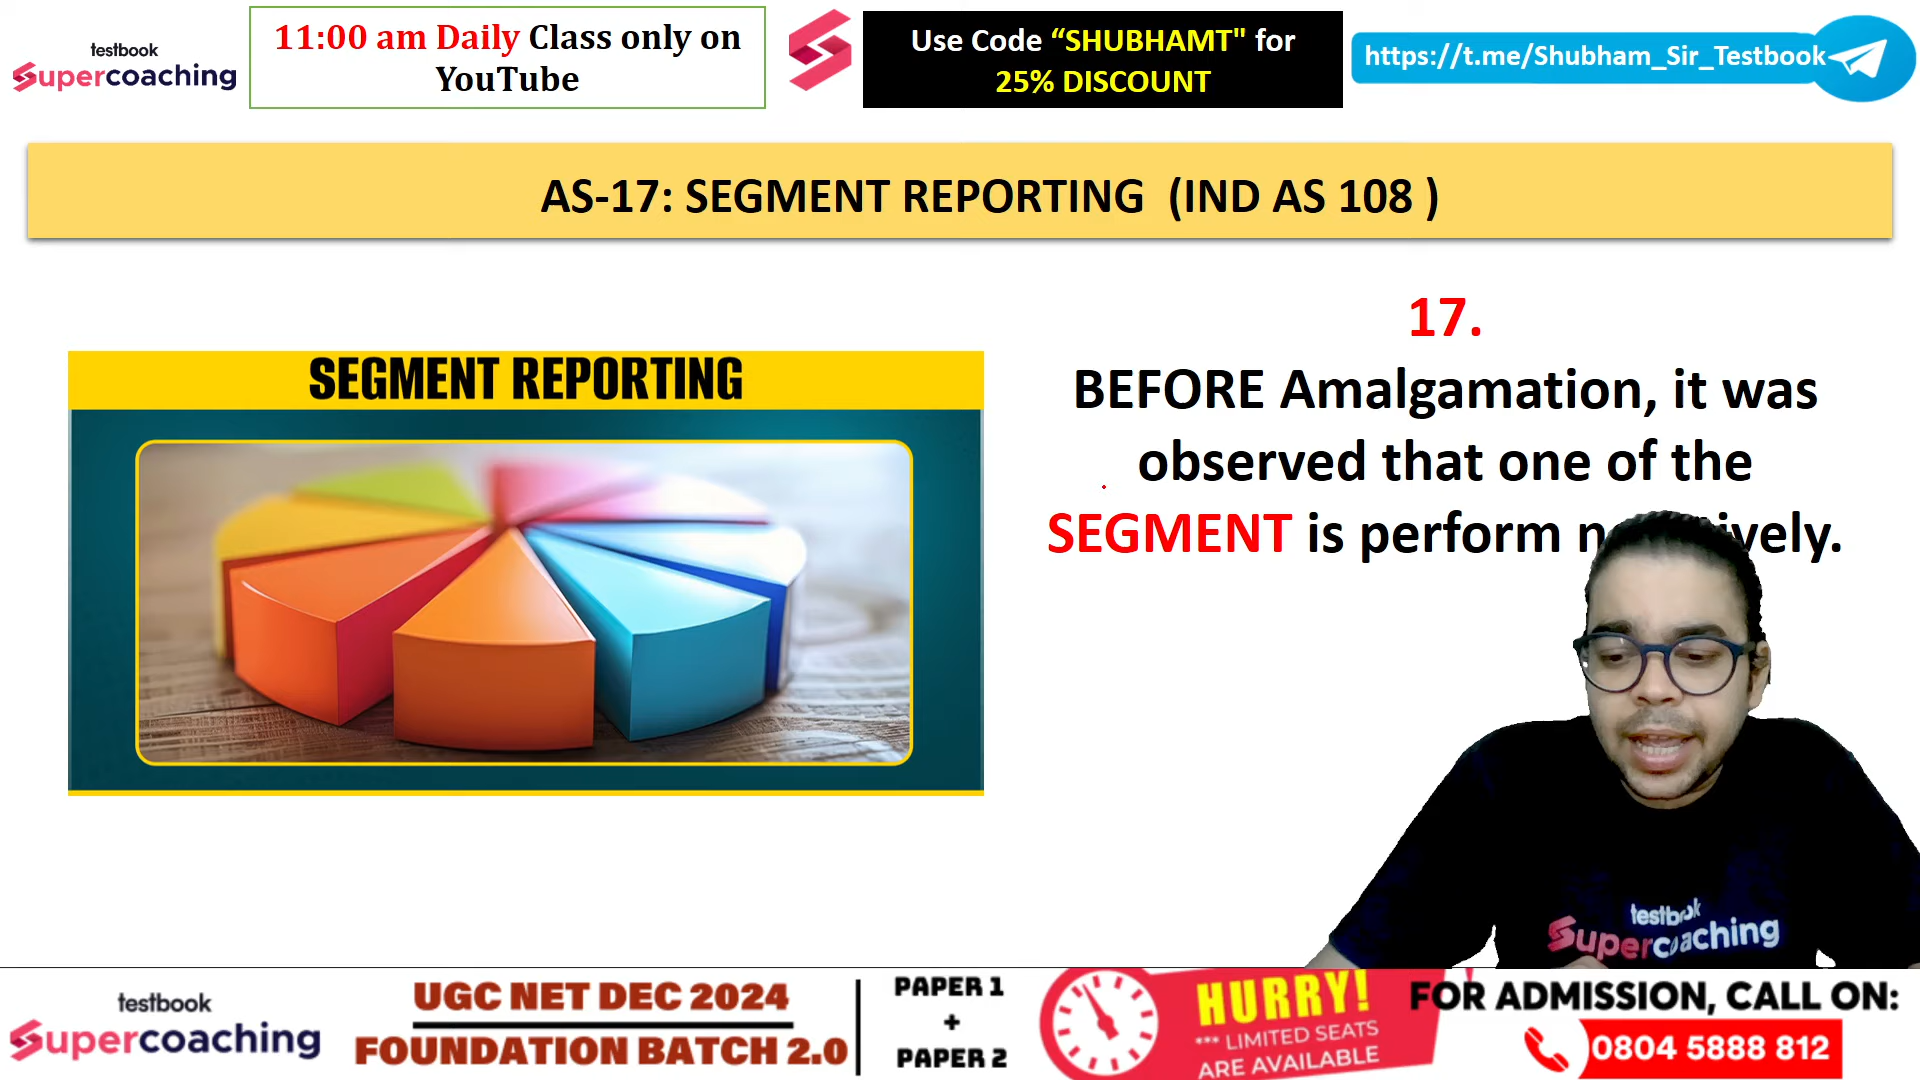 testbook
Supercoaching
11:00 am Daily Class only on
YouTube
Use Code “SHUBHAMT" for
25% DISCOUNT
https://t.me/Shubham_Sir_Testbook
AS-17: SEGMENT REPORTING (IND AS 108 )
SEGMENT REPORTING
17.
BEFORE Amalgamation, it was
observed that one of the
SEGMENT is perform
testbook
Supercoaching
testbook
Supercoaching
UGC NET DEC 2024
FOUNDATION BATCH 2.0
PAPER 1
+
PAPER 2
HURRY!
*** LIMITED SEATS
ARE AVAILABLE
FOR ADMISSION, CALL ON:
0804 5888 812